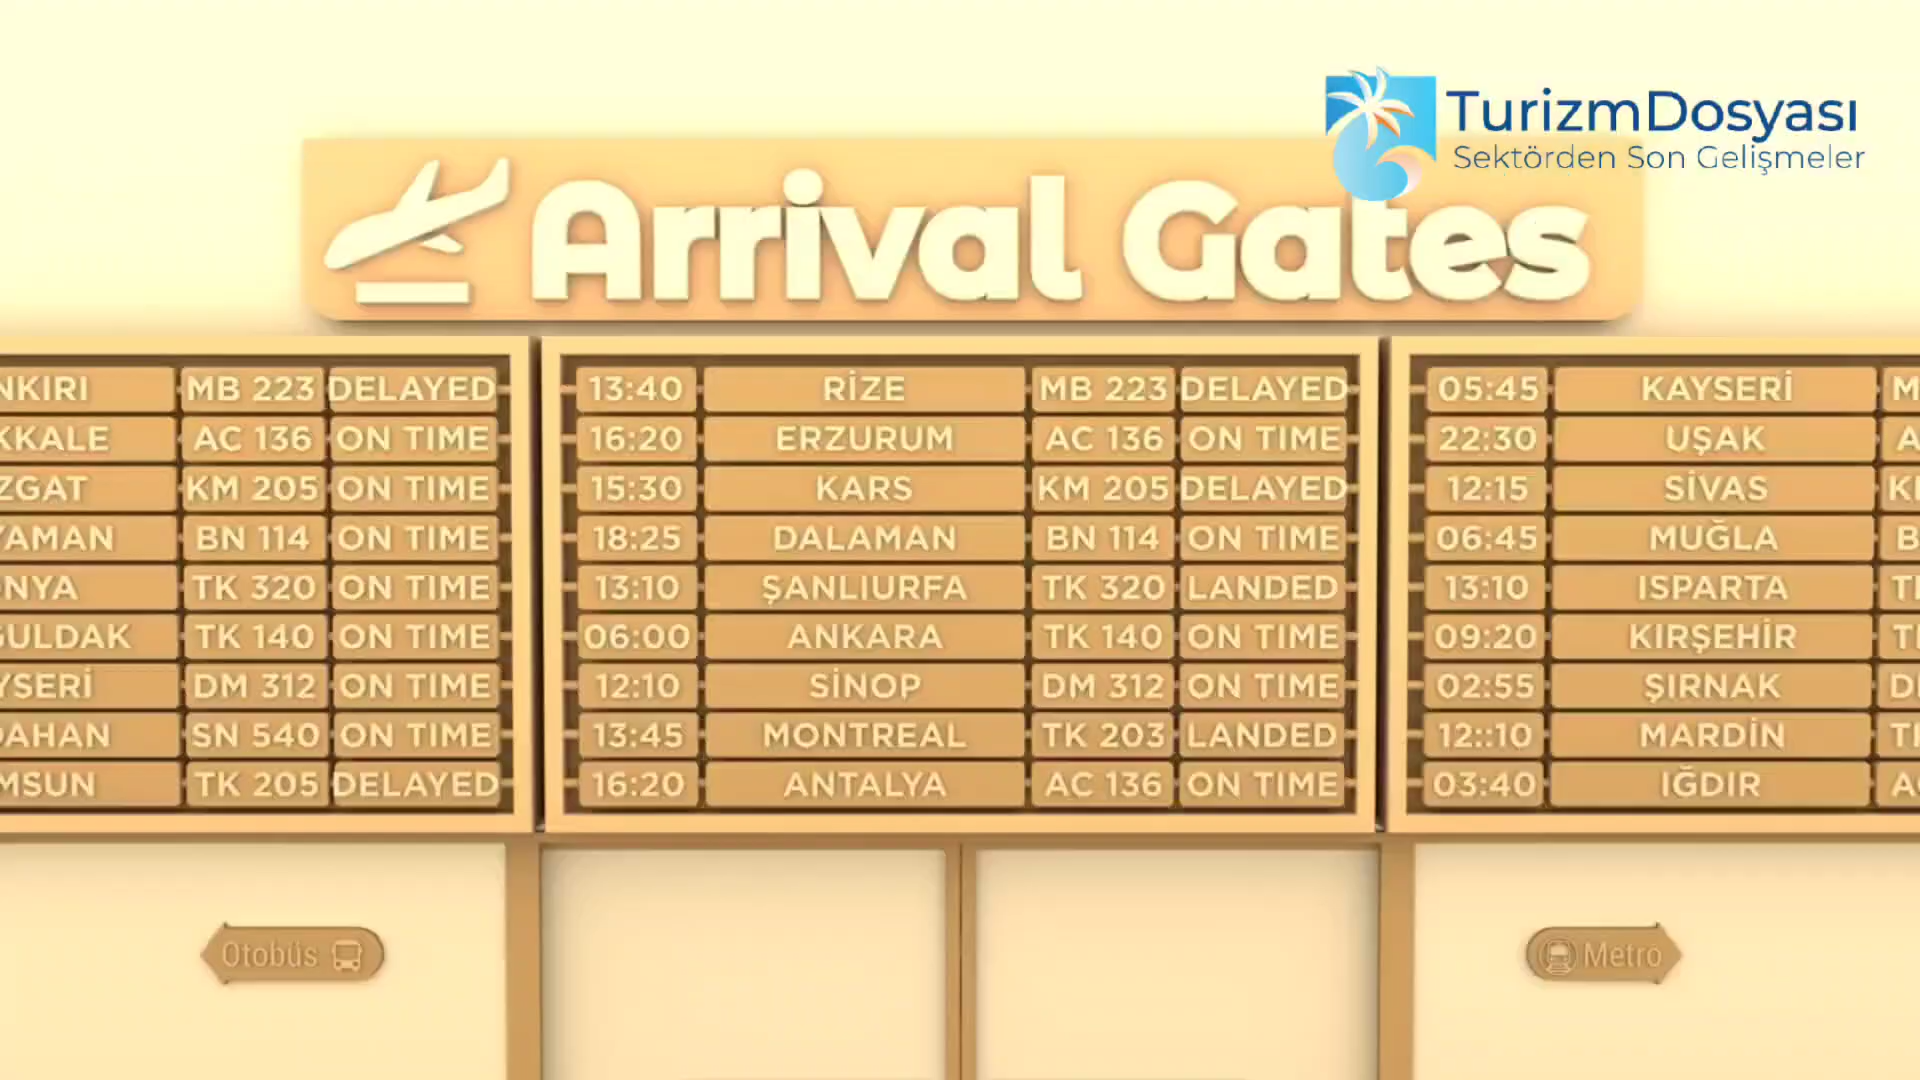 TurizmDosyası
Sektörden Son Gelişmeler
Arrival Gates
NKIRI MB 223 DELAYED
KKALE AC 136 ON TIME
ZGAT KM 205 ON TIME
YAMAN BN 114 ON TIME
NYA TK 320 ON TIME
GULDAK TK 140 ON TIME
YSERİ DM 312 ON TIME
DAHAN SN 540 ON TIME
MSUN TK 205 DELAYED
13:40 RİZE MB 223 DELAYED
16:20 ERZURUM AC 136 ON TIME
15:30 KARS KM 205 DELAYED
18:25 DALAMAN BN 114 ON TIME
13:10 ŞANLIURFA TK 320 LANDED
06:00 ANKARA TK 140 ON TIME
12:10 SİNOP DM 312 ON TIME
13:45 MONTREAL TK 203 LANDED
16:20 ANTALYA AC 136 ON TIME
05:45 KAYSERİ M
22:30 UŞAK A
12:15 SİVAS K
06:45 MUĞLA B
13:10 ISPARTA T
09:20 KIRŞEHİR T
02:55 ŞIRNAK D
12::10 MARDİN T
03:40 IĞDIR A
Otobüs
Metro